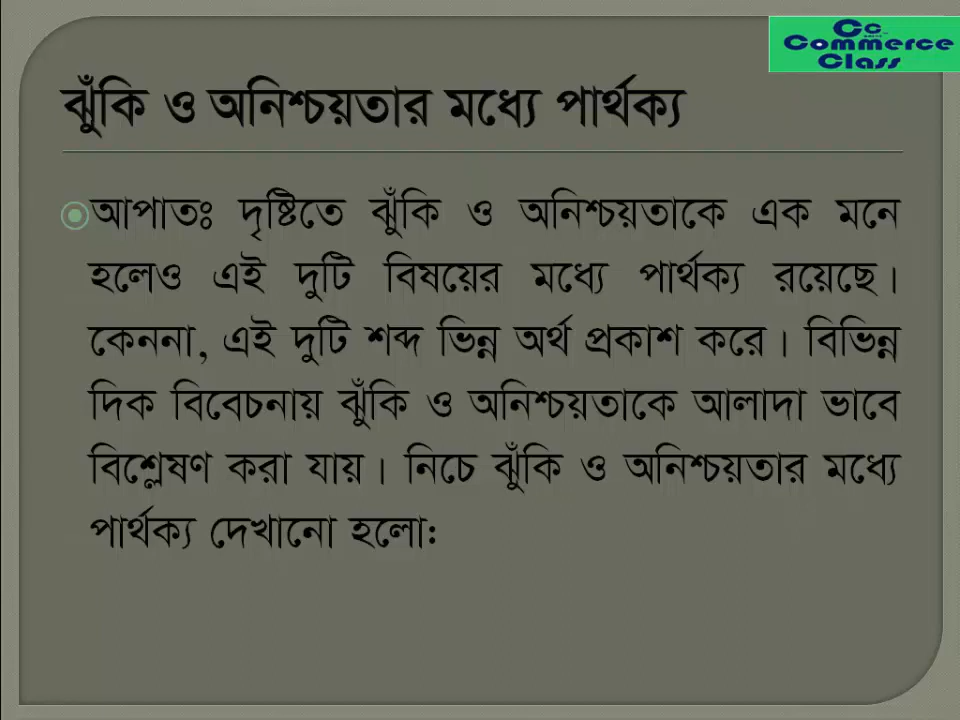 Cc
Commerce
Class
ঝুঁকি ও অনিশ্চয়তার মধ্যে পার্থক্য
আপাতঃ দৃষ্টিতে ঝুঁকি ও অনিশ্চয়তাকে এক মনে
হলেও এই দুটি বিষয়ের মধ্যে পার্থক্য রয়েছে।
কেননা, এই দুটি শব্দ ভিন্ন অর্থ প্রকাশ করে। বিভিন্ন
দিক বিবেচনায় ঝুঁকি ও অনিশ্চয়তাকে আলাদা ভাবে
বিশ্লেষণ করা যায়। নিচে ঝুঁকি ও অনিশ্চয়তার মধ্যে
পার্থক্য দেখানো হলো: